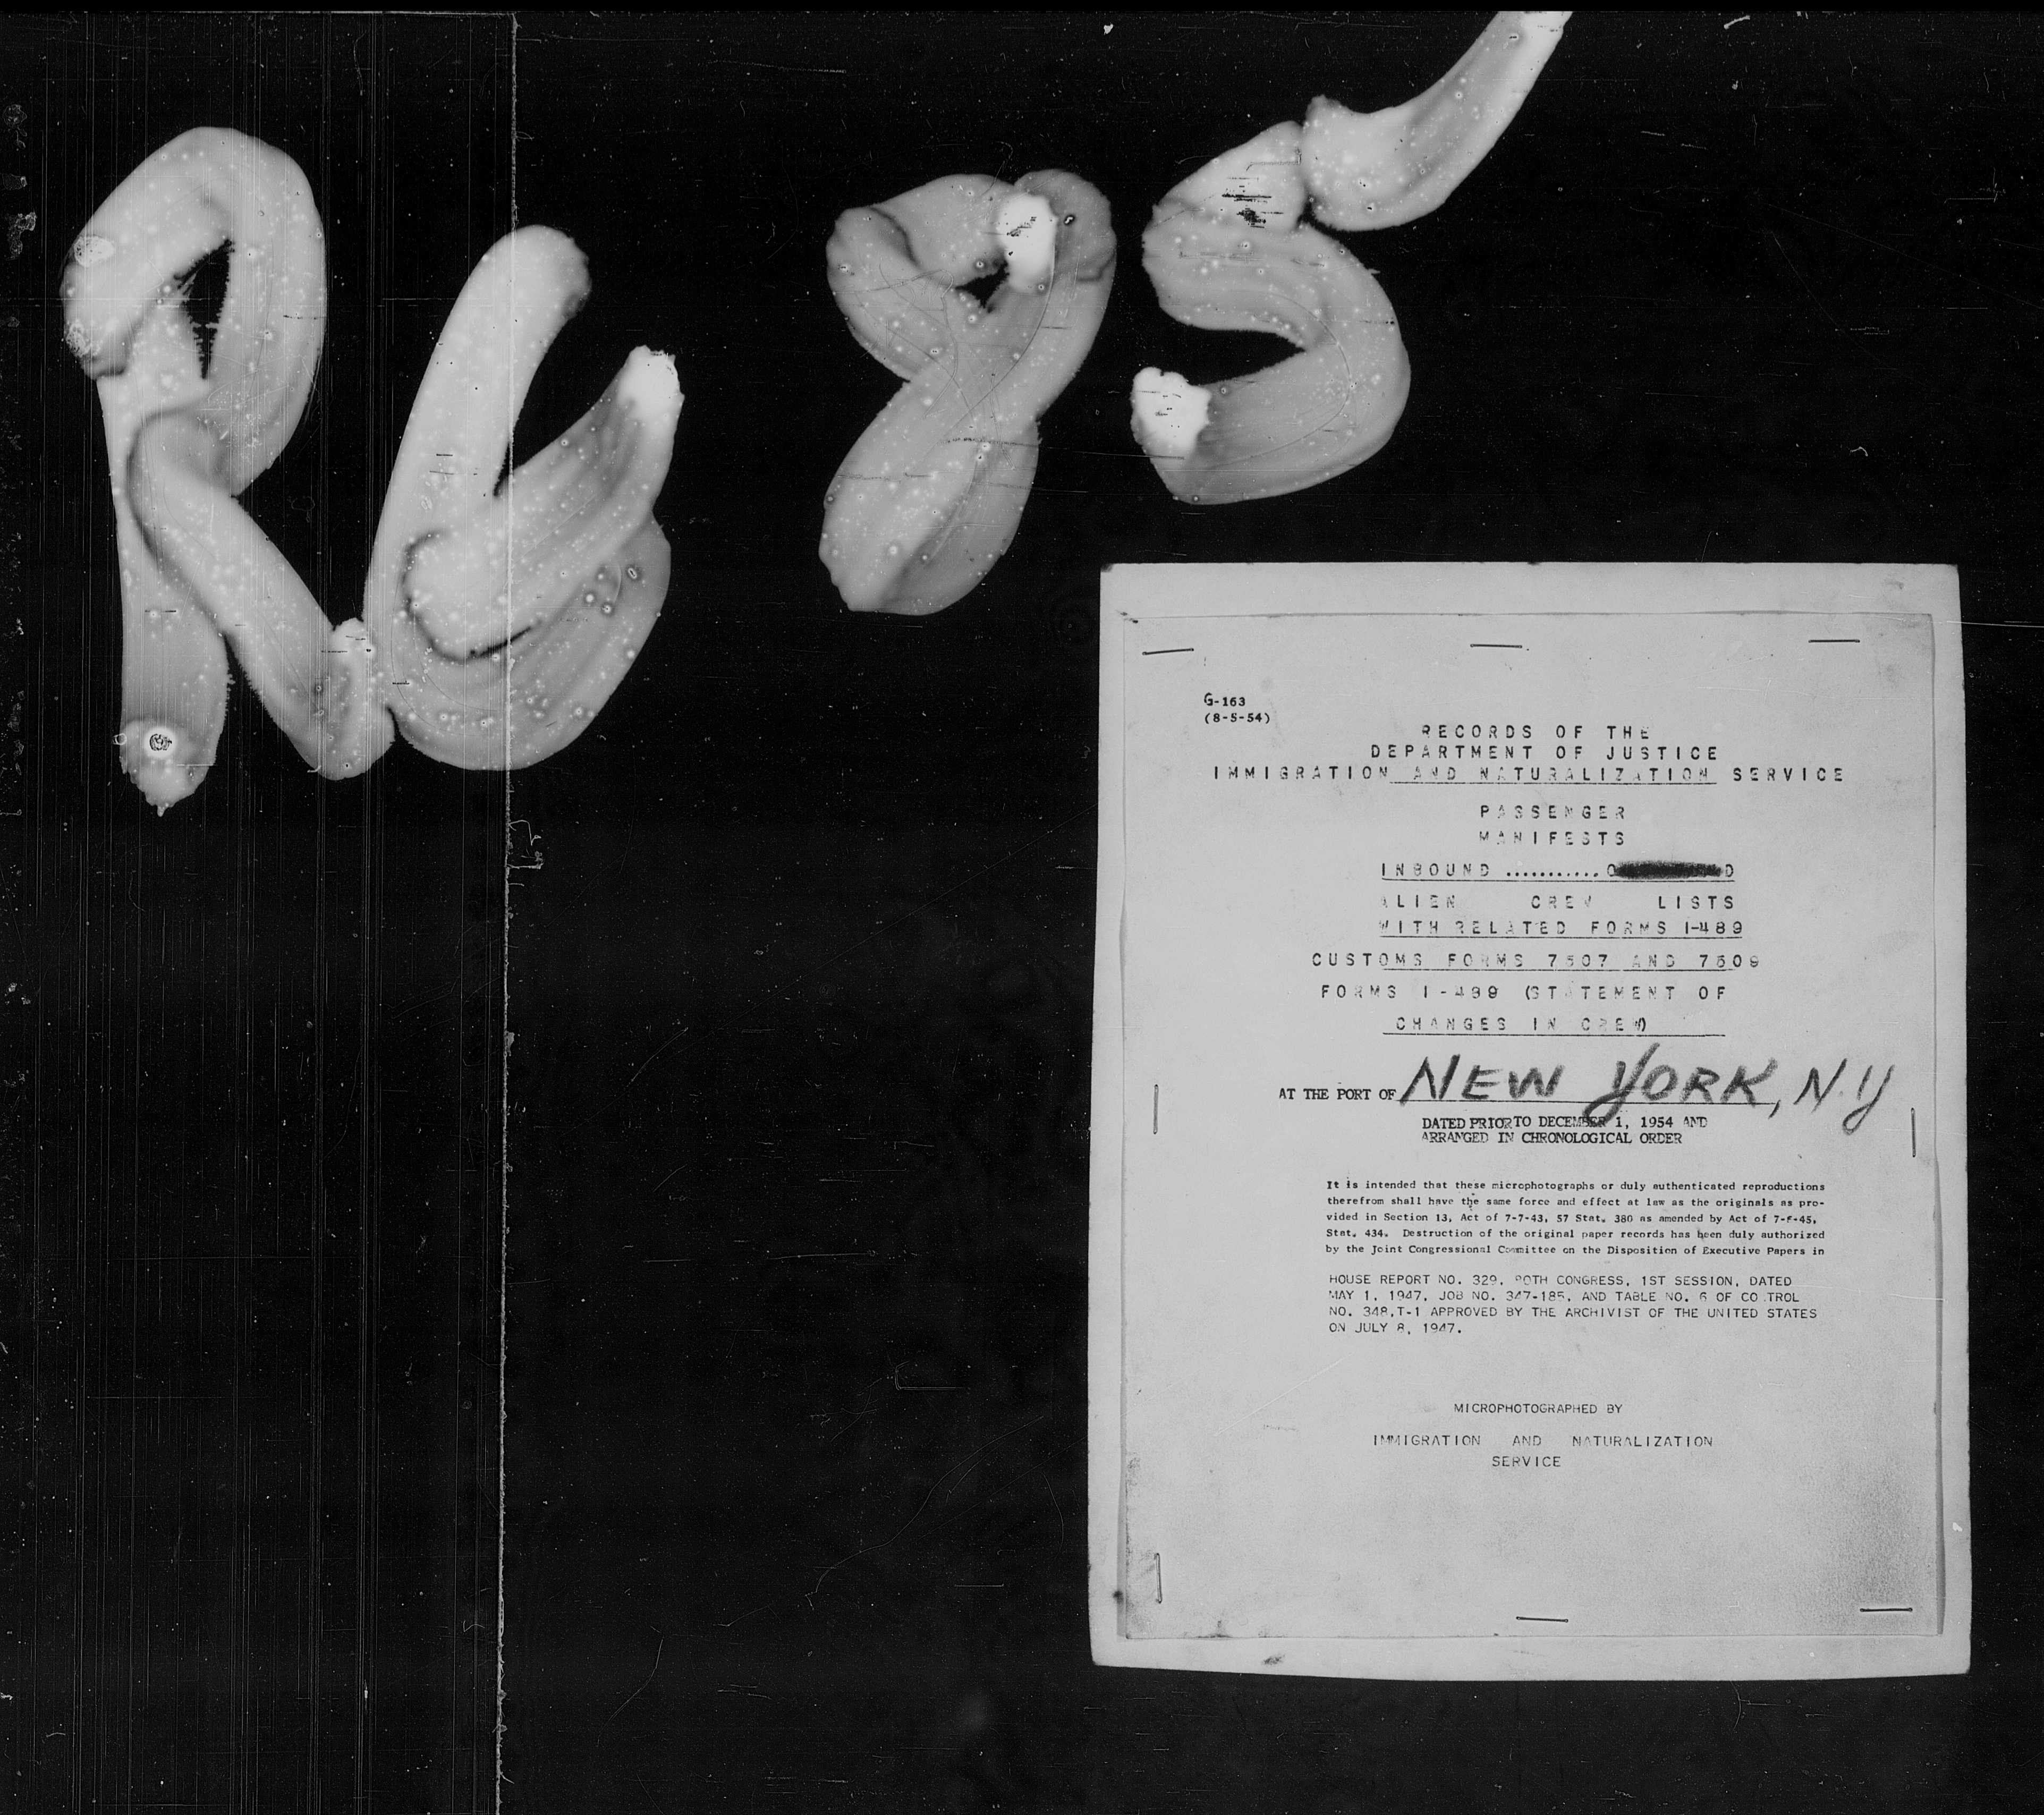 RG 85
G-163
(8-5-54)
RECORDS OF THE
DEPARTMENT OF JUSTICE
IMMIGRATION AND NATURALIZATION SERVICE
PASSENGER
MANIFESTS
INBOUND ........... O D
ALIEN CREW LISTS
WITH RELATED FORMS I-489
CUSTOMS FORMS 7507 AND 7509
FORMS I-489 (STATEMENT OF
CHANGES IN CREW)
AT THE PORT OF NEW YORK, N.Y
DATED PRIOR TO DECEMBER 1, 1954 AND
ARRANGED IN CHRONOLOGICAL ORDER
It is intended that these microphotographs or duly authenticated reproductions
therefrom shall have the same force and effect at law as the originals as pro-
vided in Section 13, Act of 7-7-43, 57 Stat. 380 as amended by Act of
Stat. 434. Destruction of the original paper records has been duly authorized
by the Joint Congressional Committee on the Disposition of Executive Papers in
HOUSE REPORT NO. 329, 80TH CONGRESS, 1ST SESSION, DATED
MAY 1, 1947, JOB NO. 347-185, AND TABLE NO. 6 OF CO TROL
NO. 348,T-1 APPROVED BY THE ARCHIVIST OF THE UNITED STATES
ON JULY 8, 1947.
MICROPHOTOGRAPHED BY
IMMIGRATION AND NATURALIZATION
SERVICE